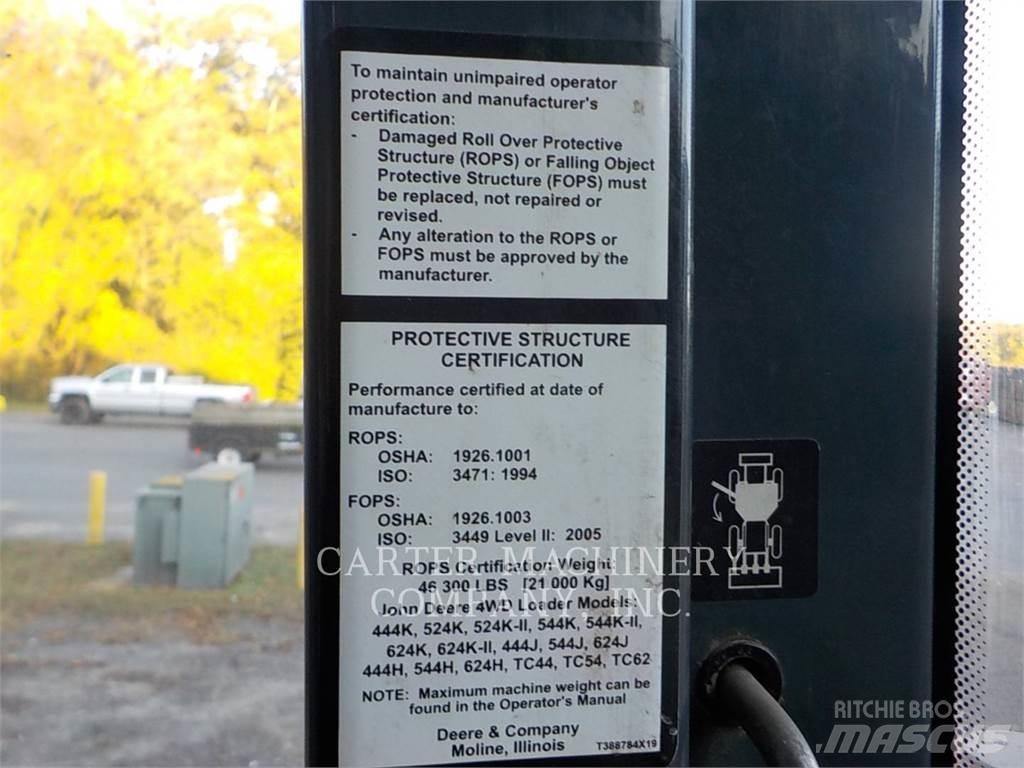 To maintain unimpaired operator
protection and manufacturer's
certification:
- Damaged Roll Over Protective
Structure (ROPS) or Falling Object
Protective Structure (FOPS) must
be replaced, not repaired or
revised.
- Any alteration to the ROPS or
FOPS must be approved by the
manufacturer.
PROTECTIVE STRUCTURE
CERTIFICATION
Performance certified at date of
manufacture to:
ROPS:
OSHA: 1926.1001
ISO: 3471: 1994
FOPS:
OSHA: 1926.1003
ISO: 3449 Level II: 2005
ROPS Certification Weight:
46 300 LBS [21 000 Kg]
John Deere 4WD Loader Models:
444K, 524K, 524K-II, 544K, 544K-II,
624K, 624K-II, 444J, 544J, 624J
444H, 544H, 624H, TC44, TC54, TC62
NOTE: Maximum machine weight can be
found in the Operator's Manual
Deere & Company
Moline, Illinois T388784X19
CARTER MACHINERY
COMPANY, INC.
RITCHIE BROS
MASCUS